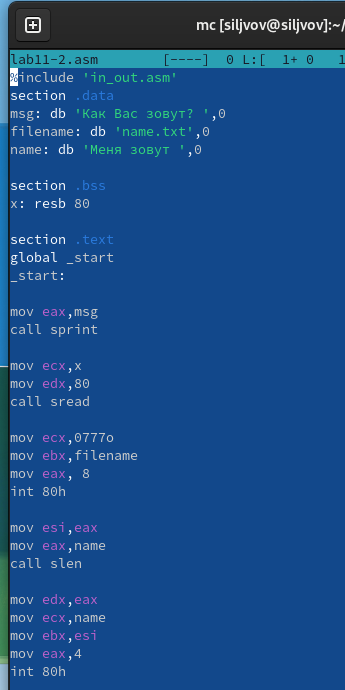 mc [siljvov@siljvov]:~/
lab11-2.asm [----] 0 L:[ 1+ 0 1
%include 'in_out.asm'
section .data
msg: db 'Как Вас зовут? ',0
filename: db 'name.txt',0
name: db 'Меня зовут ',0
section .bss
x: resb 80
section .text
global _start
_start:
mov eax,msg
call sprint
mov ecx,x
mov edx,80
call sread
mov ecx,0777o
mov ebx,filename
mov eax, 8
int 80h
mov esi,eax
mov eax,name
call slen
mov edx,eax
mov ecx,name
mov ebx,esi
mov eax,4
int 80h